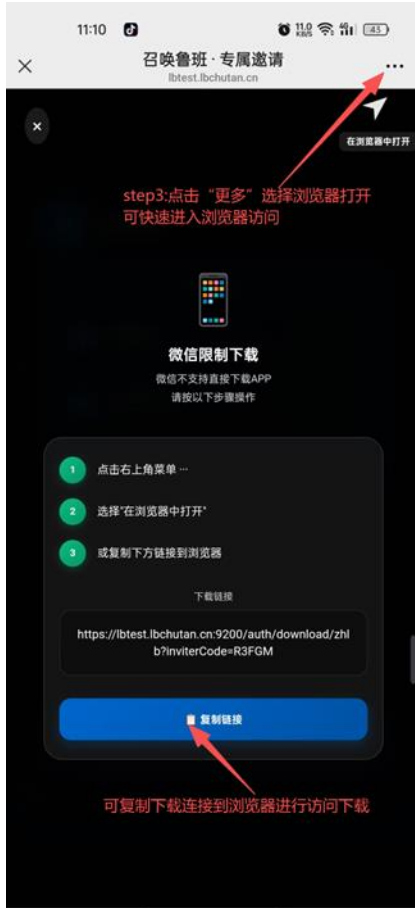 11:10
11.0
KB/S
4G
45
召唤鲁班 · 专属邀请
lbtest.lbchutan.cn
在浏览器中打开
step3:点击“更多”选择浏览器打开
可快速进入浏览器访问
微信限制下载
微信不支持直接下载APP
请按以下步骤操作
1 点击右上角菜单 ···
2 选择"在浏览器中打开"
3 或复制下方链接到浏览器
下载链接
https://lbtest.lbchutan.cn:9200/auth/download/zhl
b?inviterCode=R3FGM
复制链接
可复制下载连接到浏览器进行访问下载